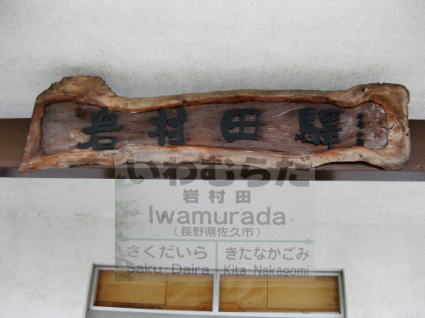 岩村田驛
いわむらだ
岩村田
Iwamurada
(長野県佐久市)
さくだいら きたなかごみ
Saku-Daira Kita-Nakagomi